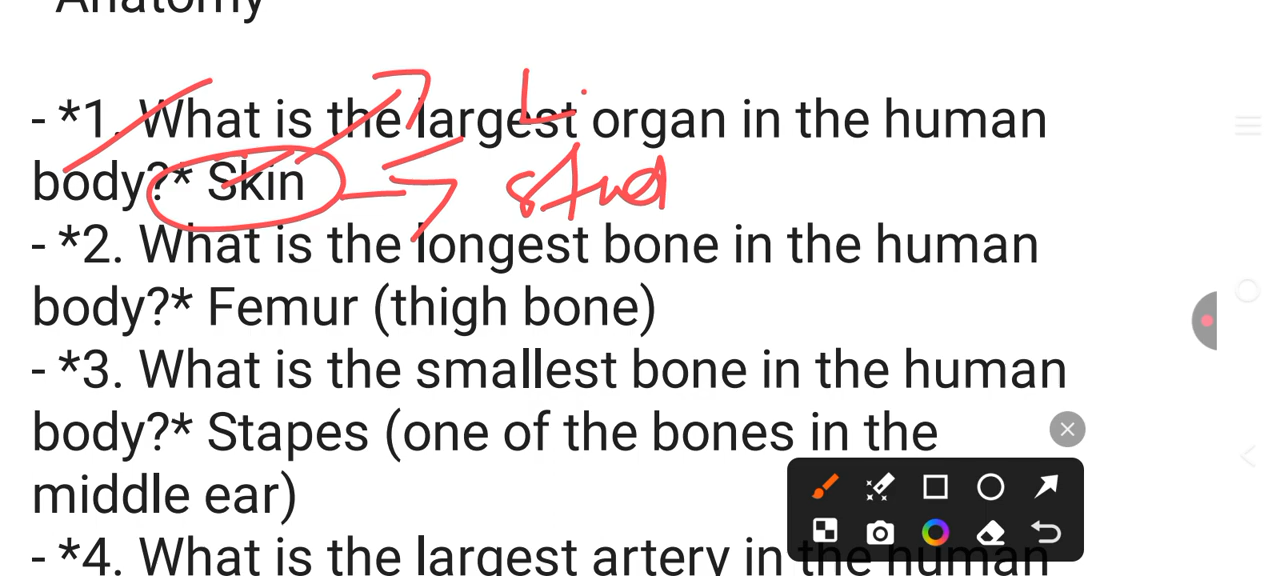 Anatomy
- *1. What is the largest organ in the human
body?* Skin
- *2. What is the longest bone in the human
body?* Femur (thigh bone)
- *3. What is the smallest bone in the human
body?* Stapes (one of the bones in the
middle ear)
- *4. What is the largest artery in the human